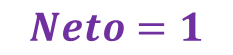 Neto = 1